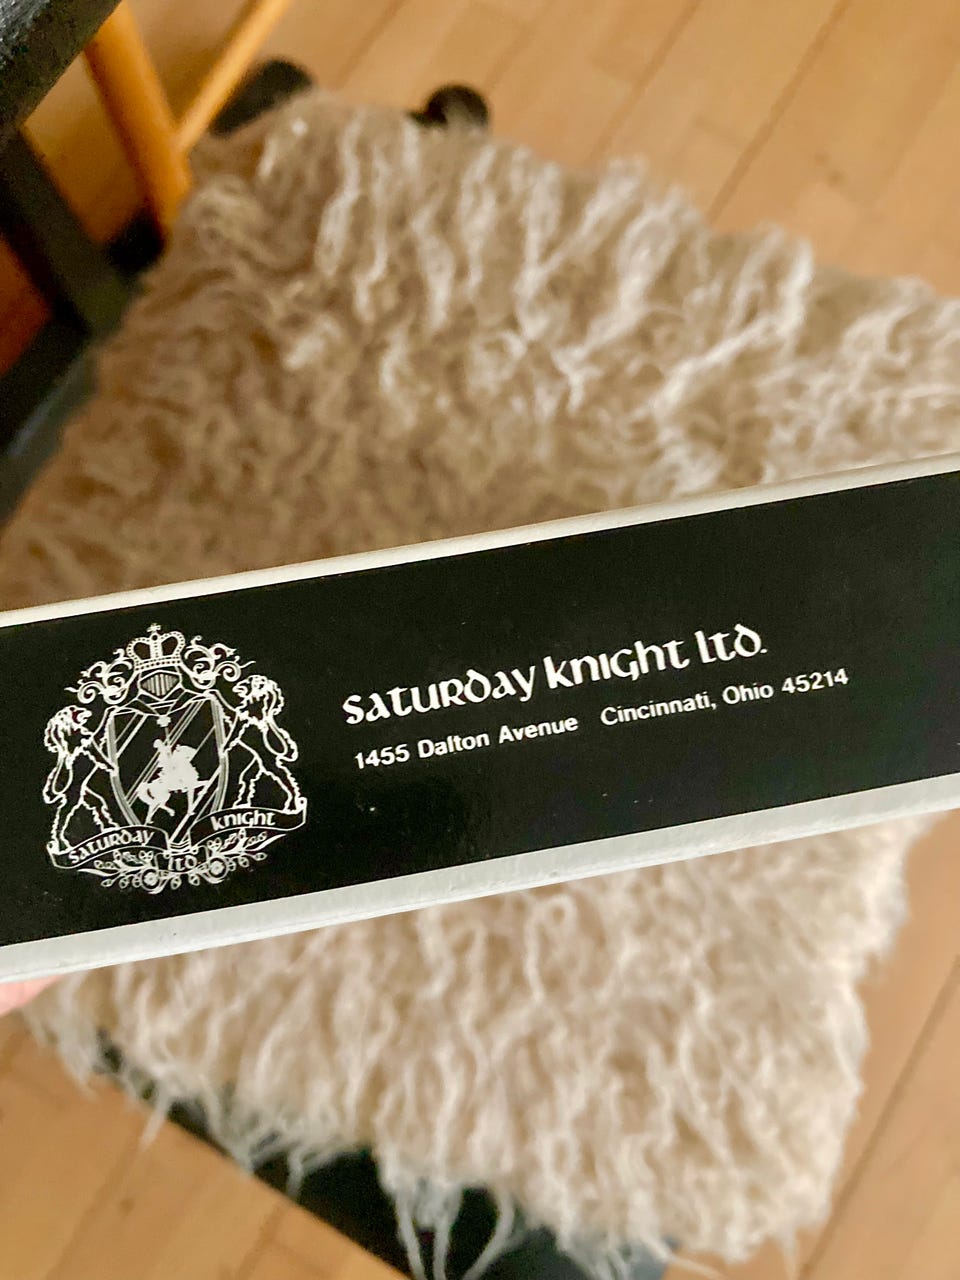 saturday knight ltd.
1455 Dalton Avenue Cincinnati, Ohio 45214
saturday knight
ltd